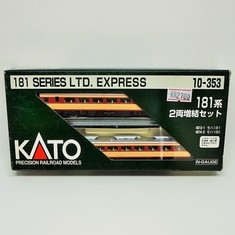 181 SERIES LTD. EXPRESS
10-353
181系
2両増結セット
KATO
PRECISION RAILROAD MODELS
N-GAUGE